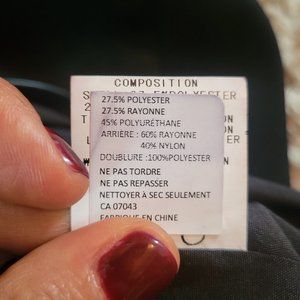 COMPOSITION
27.5% POLYESTER
27.5% RAYONNE
45% POLYURÉTHANE
ARRIÈRE : 60% RAYONNE
40% NYLON
DOUBLURE :100%POLYESTER
NE PAS TORDRE
NE PAS REPASSER
NETTOYER À SEC SEULEMENT
CA 07043
FABRIQUE EN CHINE